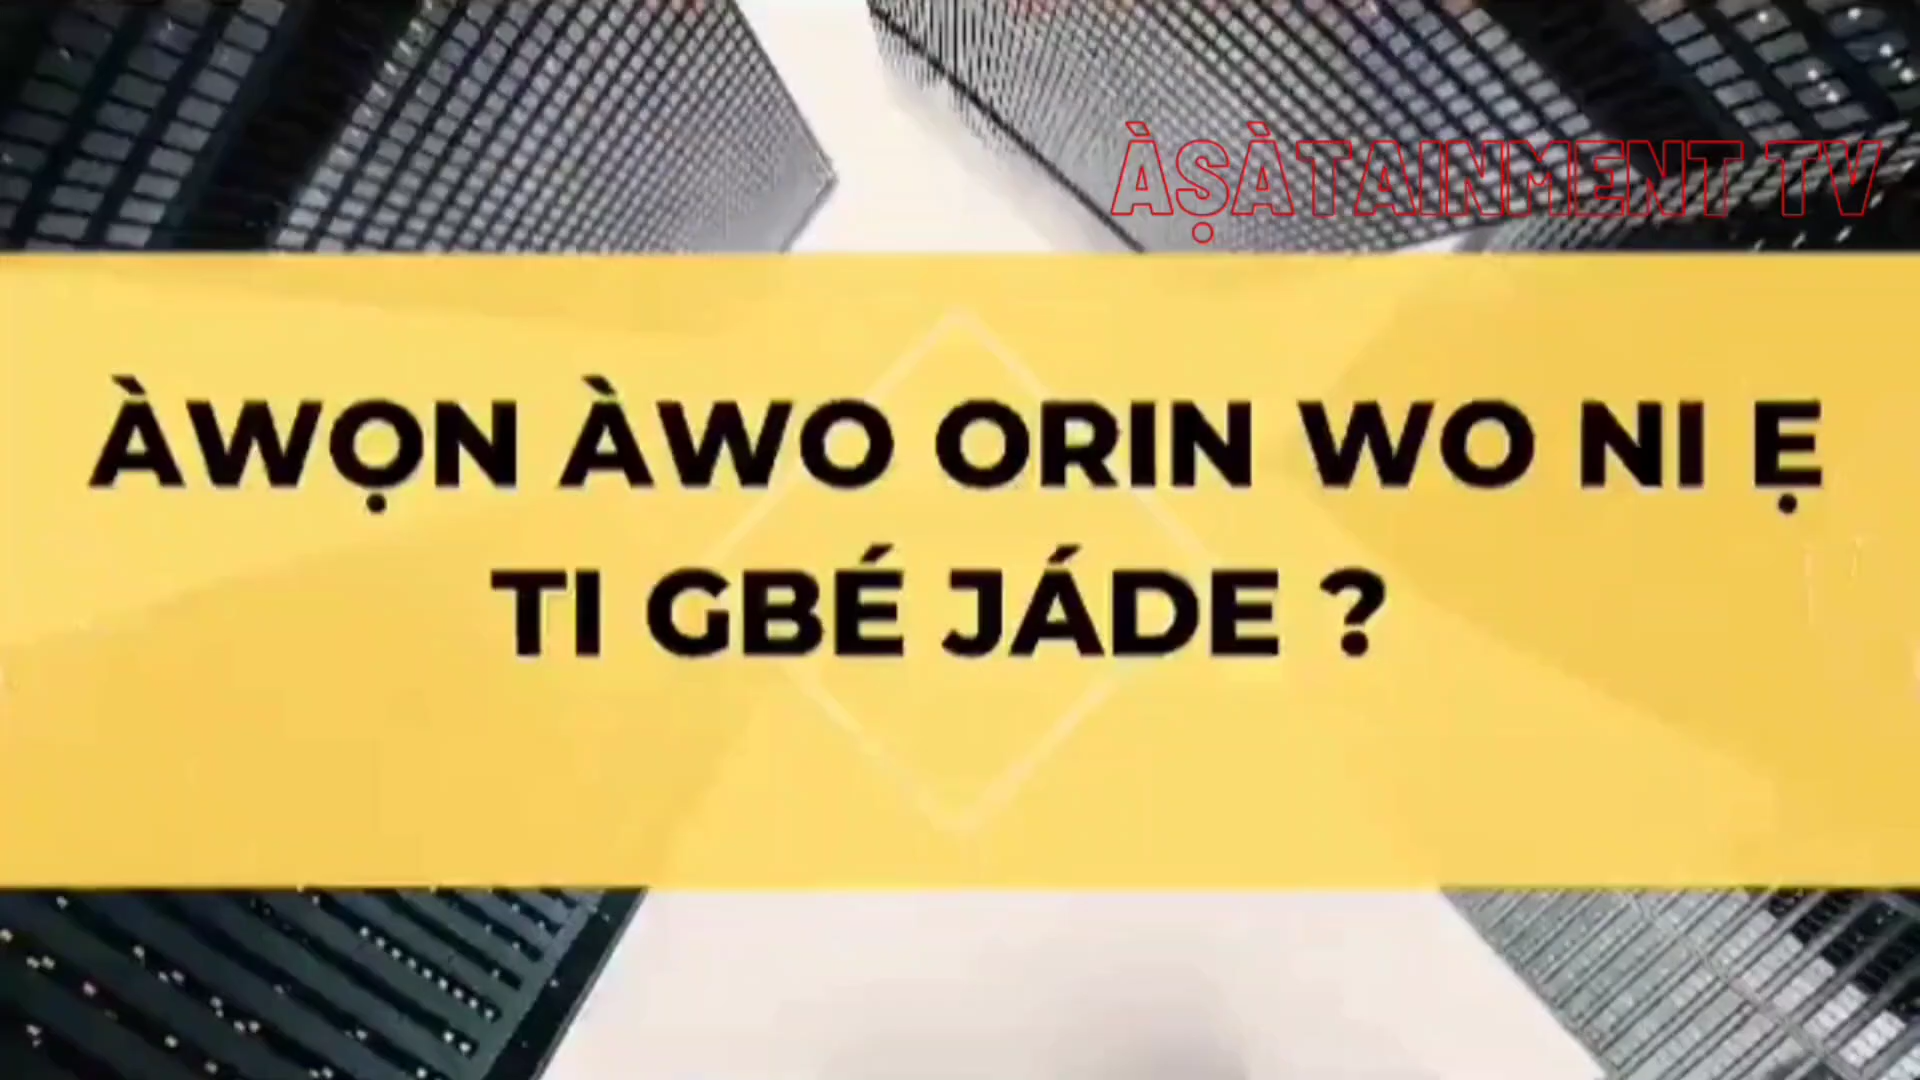 ÀṢÀTAINMENT TV
ÀWỌN ÀWO ORIN WO NI Ẹ
TI GBÉ JÁDE ?